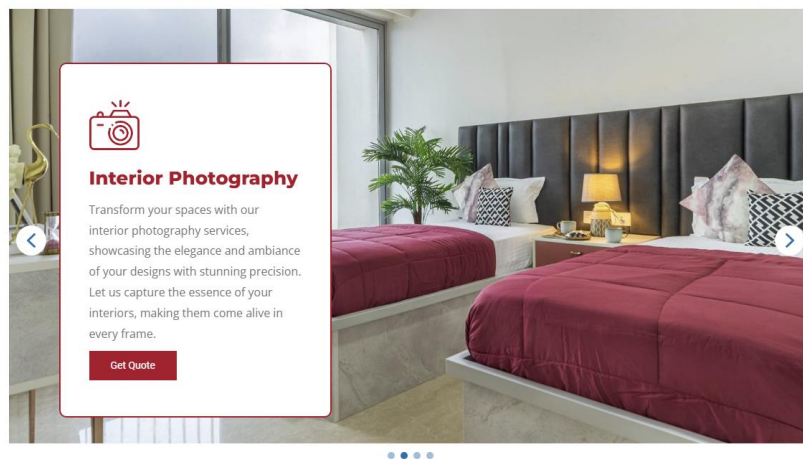 Interior Photography
Transform your spaces with our
interior photography services,
showcasing the elegance and ambiance
of your designs with stunning precision.
Let us capture the essence of your
interiors, making them come alive in
every frame.
Get Quote